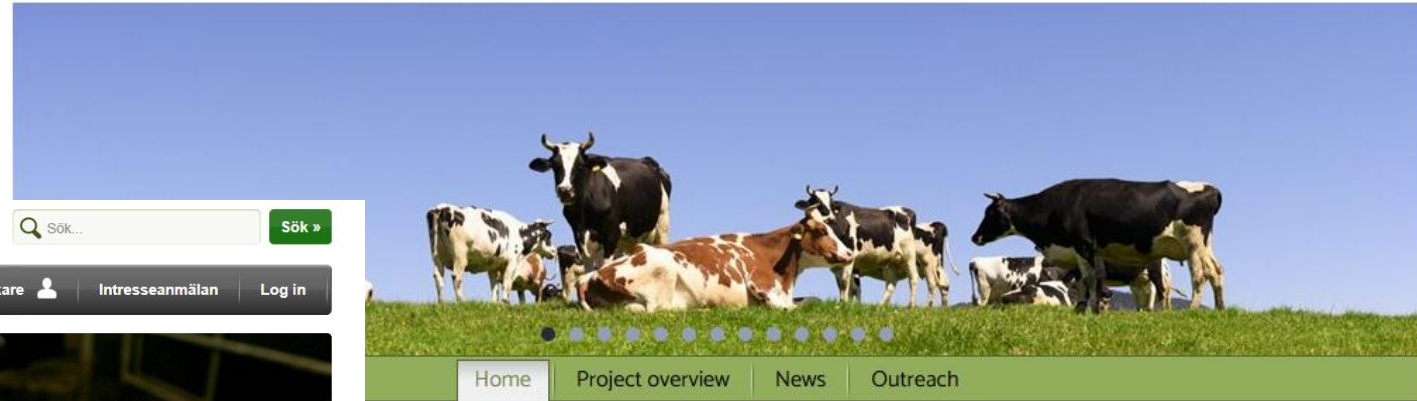 Sök...
Sök »
Intresseanmälan
Log in
Home
Project overview
News
Outreach